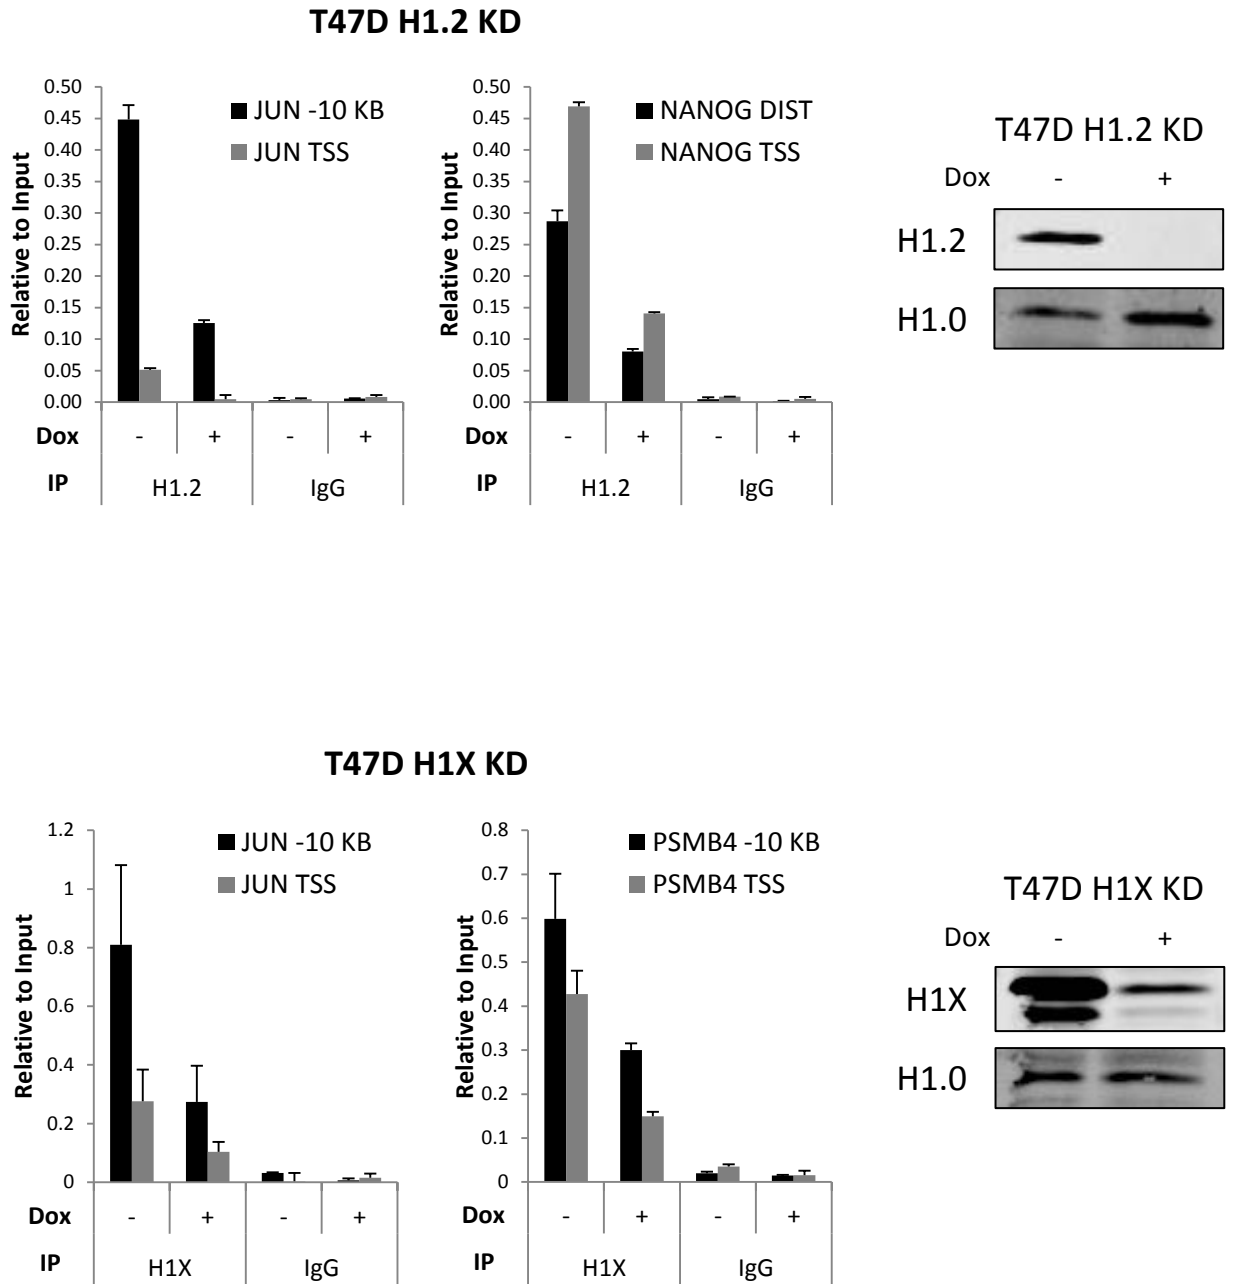 T47D H1.2 KD
0.50
0.45
0.40
0.35
0.30
0.25
0.20
0.15
0.10
0.05
0.00
Relative to Input
JUN -10 KB
JUN TSS
Dox - + - +
IP H1.2 IgG
0.50
0.45
0.40
0.35
0.30
0.25
0.20
0.15
0.10
0.05
0.00
Relative to Input
NANOG DIST
NANOG TSS
Dox - + - +
IP H1.2 IgG
T47D H1.2 KD
Dox - +
H1.2
H1.0
T47D H1X KD
1.2
1
0.8
0.6
0.4
0.2
0
Relative to Input
JUN -10 KB
JUN TSS
Dox - + - +
IP H1X IgG
0.8
0.7
0.6
0.5
0.4
0.3
0.2
0.1
0
Relative to Input
PSMB4 -10 KB
PSMB4 TSS
Dox - + - +
IP H1X IgG
T47D H1X KD
Dox - +
H1X
H1.0